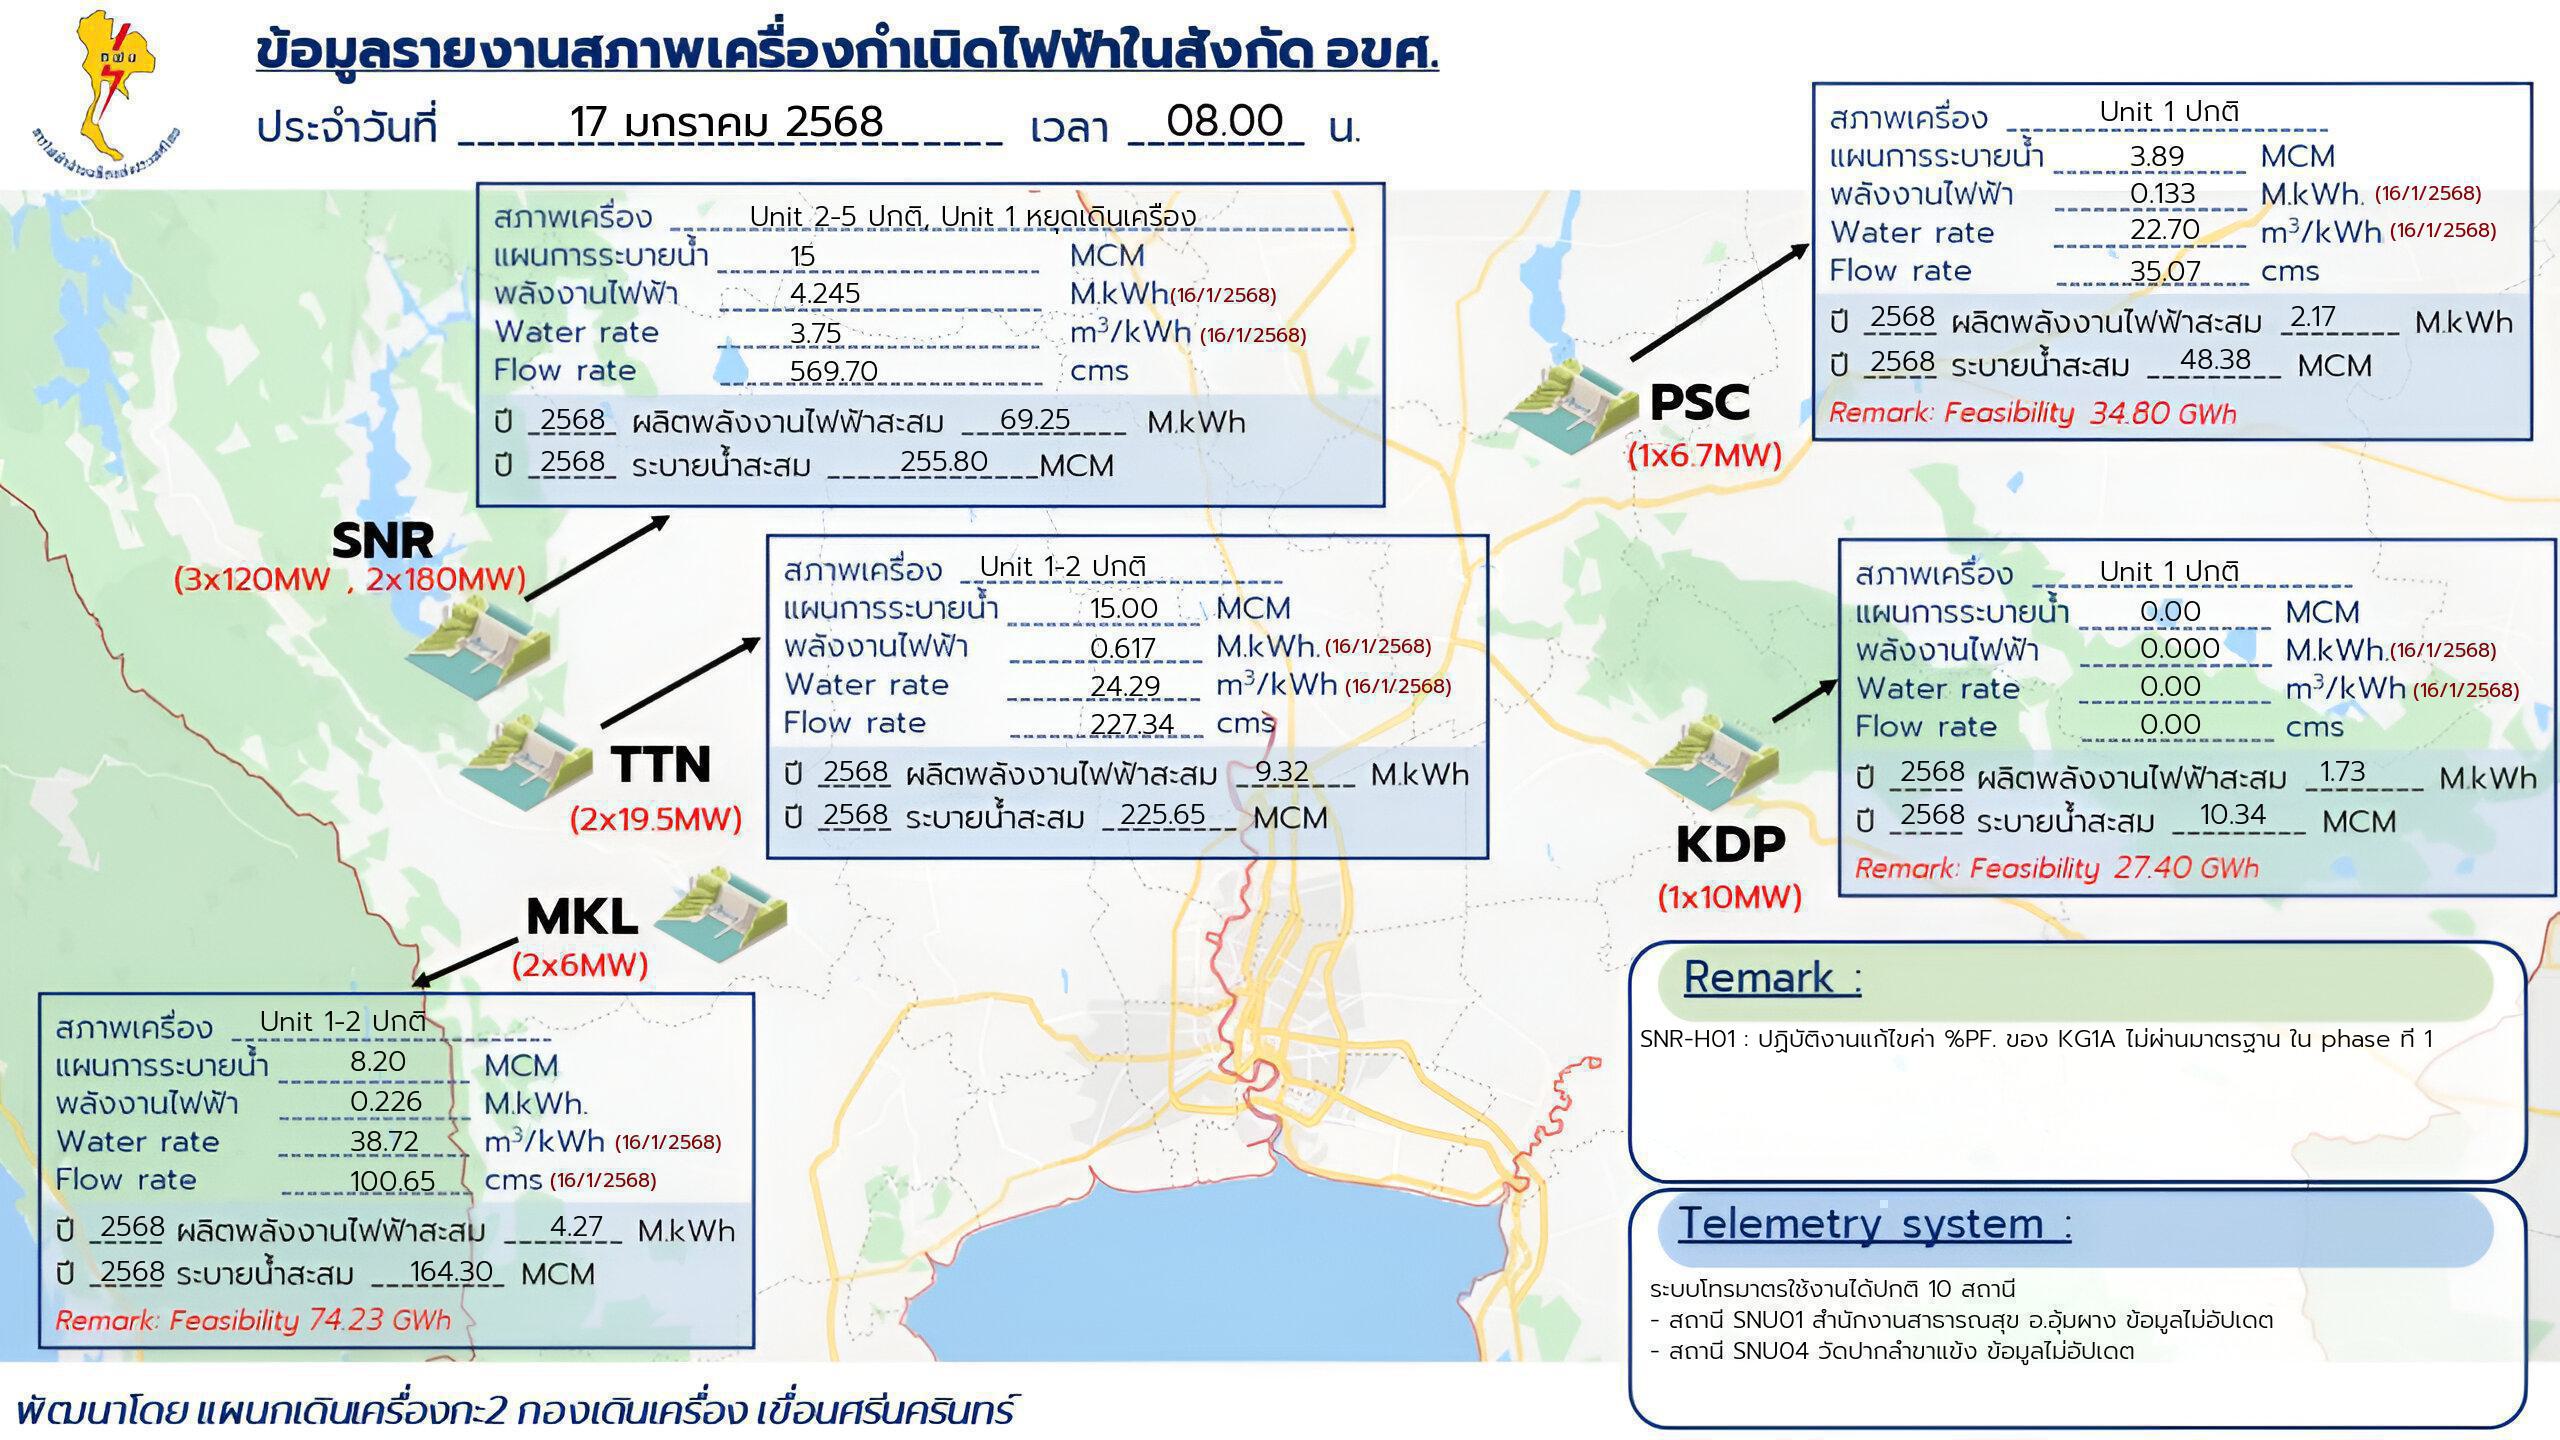 กฟผ
การไฟฟ้าฝ่ายผลิตแห่งประเทศไทย
ข้อมูลรายงานสภาพเครื่องกำเนิดไฟฟ้าในสังกัด อขศ.
ประจำวันที่ 17 มกราคม 2568 เวลา 08.00 น.
สภาพเครื่อง Unit 2-5 ปกติ, Unit 1 หยุดเดินเครื่อง
แผนการระบายน้ำ 15 MCM
พลังงานไฟฟ้า 4.245 M.kWh(16/1/2568)
Water rate 3.75 m³/kWh (16/1/2568)
Flow rate 569.70 cms
ปี 2568 ผลิตพลังงานไฟฟ้าสะสม 69.25 M.kWh
ปี 2568 ระบายน้ำสะสม 255.80 MCM
SNR
(3x120MW , 2x180MW)
สภาพเครื่อง Unit 1 ปกติ
แผนการระบายน้ำ 3.89 MCM
พลังงานไฟฟ้า 0.133 M.kWh. (16/1/2568)
Water rate 22.70 m³/kWh (16/1/2568)
Flow rate 35.07 cms
ปี 2568 ผลิตพลังงานไฟฟ้าสะสม 2.17 M.kWh
ปี 2568 ระบายน้ำสะสม 48.38 MCM
Remark: Feasibility 34.80 GWh
PSC
(1x6.7MW)
สภาพเครื่อง Unit 1-2 ปกติ
แผนการระบายน้ำ 15.00 MCM
พลังงานไฟฟ้า 0.617 M.kWh. (16/1/2568)
Water rate 24.29 m³/kWh (16/1/2568)
Flow rate 227.34 cms
ปี 2568 ผลิตพลังงานไฟฟ้าสะสม 9.32 M.kWh
ปี 2568 ระบายน้ำสะสม 225.65 MCM
TTN
(2x19.5MW)
สภาพเครื่อง Unit 1 ปกติ
แผนการระบายน้ำ 0.00 MCM
พลังงานไฟฟ้า 0.000 M.kWh.(16/1/2568)
Water rate 0.00 m³/kWh (16/1/2568)
Flow rate 0.00 cms
ปี 2568 ผลิตพลังงานไฟฟ้าสะสม 1.73 M.kWh
ปี 2568 ระบายน้ำสะสม 10.34 MCM
Remark: Feasibility 27.40 GWh
KDP
(1x10MW)
MKL
(2x6MW)
สภาพเครื่อง Unit 1-2 ปกติ
แผนการระบายน้ำ 8.20 MCM
พลังงานไฟฟ้า 0.226 M.kWh.
Water rate 38.72 m³/kWh (16/1/2568)
Flow rate 100.65 cms (16/1/2568)
ปี 2568 ผลิตพลังงานไฟฟ้าสะสม 4.27 M.kWh
ปี 2568 ระบายน้ำสะสม 164.30 MCM
Remark: Feasibility 74.23 GWh
Remark :
SNR-H01 : ปฏิบัติงานแก้ไขค่า %PF. ของ KG1A ไม่ผ่านมาตรฐาน ใน phase ที่ 1
Telemetry system :
ระบบโทรมาตรใช้งานได้ปกติ 10 สถานี
- สถานี SNU01 สำนักงานสาธารณสุข อ.อุ้มผาง ข้อมูลไม่อัปเดต
- สถานี SNU04 วัดปากลำขาแข้ง ข้อมูลไม่อัปเดต
พัฒนาโดย แผนกเดินเครื่องกะ2 กองเดินเครื่อง เขื่อนศรีนครินทร์